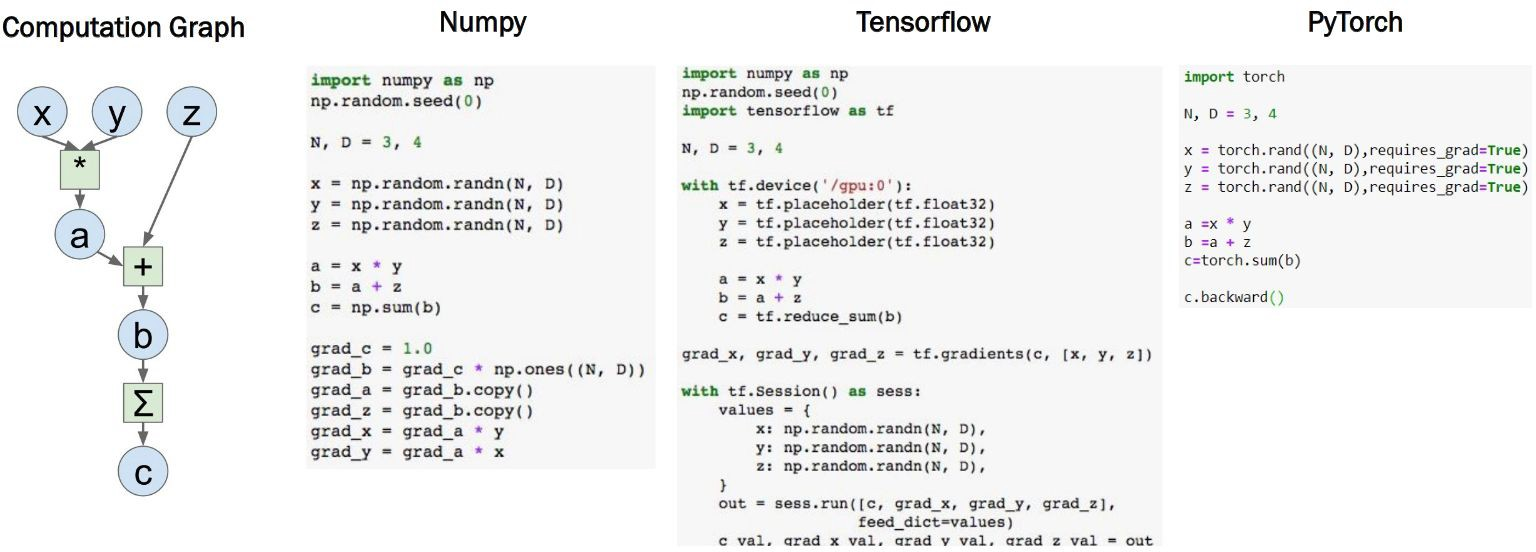 Computation Graph
x y z
*
a
+
b
Σ
c
Numpy
import numpy as np
np.random.seed(0)
N, D = 3, 4
x = np.random.randn(N, D)
y = np.random.randn(N, D)
z = np.random.randn(N, D)
a = x * y
b = a + z
c = np.sum(b)
grad_c = 1.0
grad_b = grad_c * np.ones((N, D))
grad_a = grad_b.copy()
grad_z = grad_b.copy()
grad_x = grad_a * y
grad_y = grad_a * x
Tensorflow
import numpy as np
np.random.seed(0)
import tensorflow as tf
N, D = 3, 4
with tf.device('/gpu:0'):
    x = tf.placeholder(tf.float32)
    y = tf.placeholder(tf.float32)
    z = tf.placeholder(tf.float32)
    a = x * y
    b = a + z
    c = tf.reduce_sum(b)
grad_x, grad_y, grad_z = tf.gradients(c, [x, y, z])
with tf.Session() as sess:
    values = {
        x: np.random.randn(N, D),
        y: np.random.randn(N, D),
        z: np.random.randn(N, D),
    }
    out = sess.run([c, grad_x, grad_y, grad_z],
                   feed_dict=values)
    c_val, grad_x_val, grad_y_val, grad_z_val = out
PyTorch
import torch
N, D = 3, 4
x = torch.rand((N, D),requires_grad=True)
y = torch.rand((N, D),requires_grad=True)
z = torch.rand((N, D),requires_grad=True)
a =x * y
b =a + z
c=torch.sum(b)
c.backward()